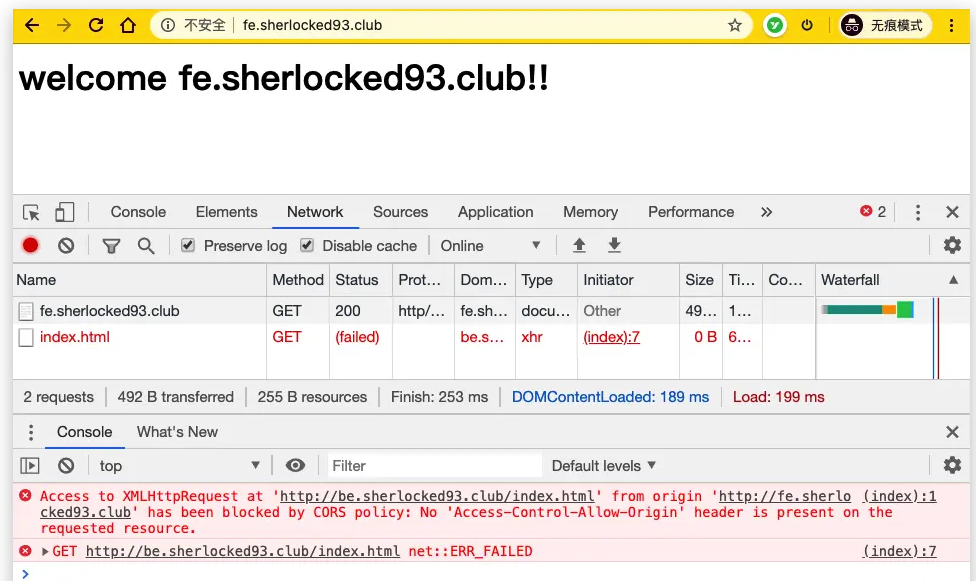 不安全 fe.sherlocked93.club 无痕模式
welcome fe.sherlocked93.club!!
Console Elements Network Sources Application Memory Performance » 2
Preserve log Disable cache Online
Name Method Status Prot… Dom… Type Initiator Size Ti… Co… Waterfall
fe.sherlocked93.club GET 200 http/… fe.sh… docu… Other 49… 1…
index.html GET (failed) be.s… xhr (index):7 0 B 6…
2 requests 492 B transferred 255 B resources Finish: 253 ms DOMContentLoaded: 189 ms Load: 199 ms
Console What's New
top Filter Default levels
Access to XMLHttpRequest at 'http://be.sherlocked93.club/index.html' from origin 'http://fe.sherlo (index):1
cked93.club' has been blocked by CORS policy: No 'Access-Control-Allow-Origin' header is present on the
requested resource.
GET http://be.sherlocked93.club/index.html net::ERR_FAILED (index):7